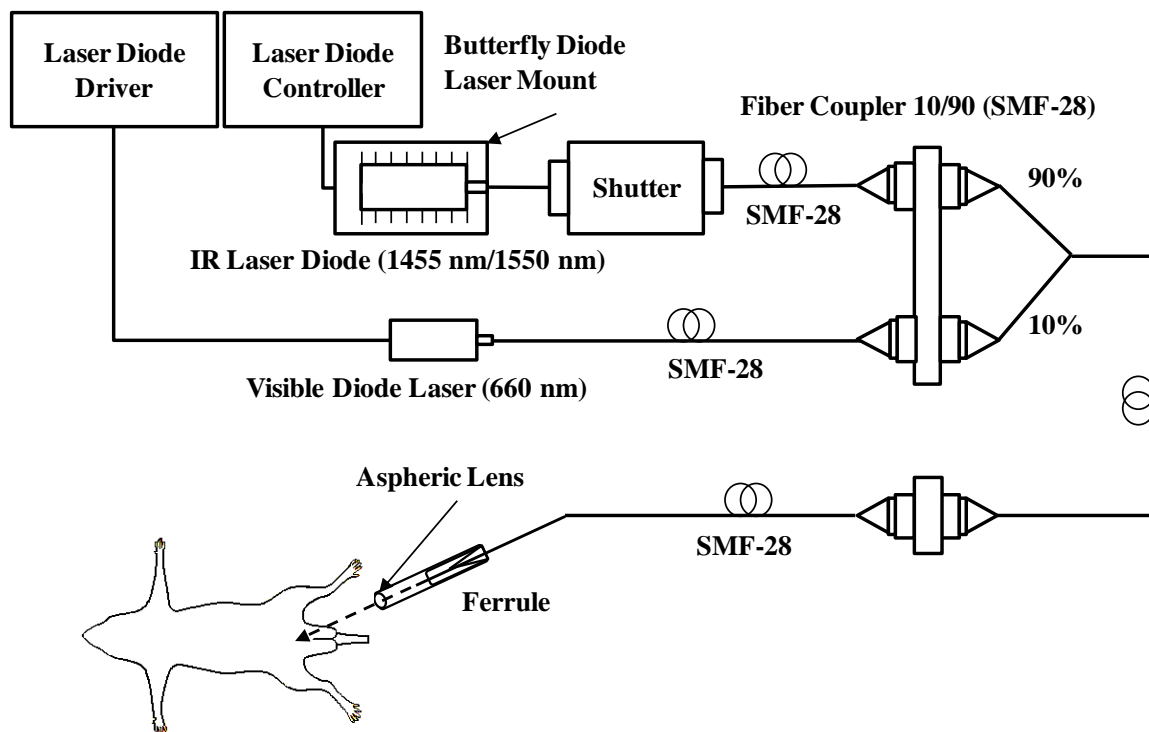 Laser Diode
Driver
Laser Diode
Controller
Butterfly Diode
Laser Mount
Fiber Coupler 10/90 (SMF-28)
Shutter
90%
SMF-28
IR Laser Diode (1455 nm/1550 nm)
10%
SMF-28
Visible Diode Laser (660 nm)
Aspheric Lens
SMF-28
Ferrule